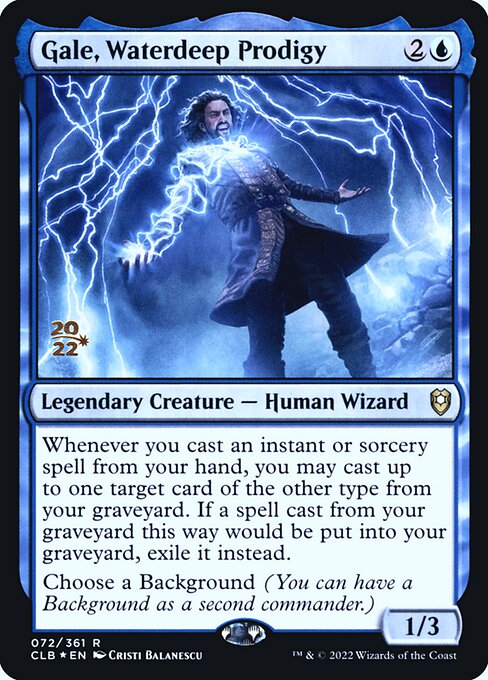 Gale, Waterdeep Prodigy 2
20
22
Legendary Creature — Human Wizard
Whenever you cast an instant or sorcery
spell from your hand, you may cast up
to one target card of the other type from
your graveyard. If a spell cast from your
graveyard this way would be put into your
graveyard, exile it instead.
Choose a Background (You can have a
Background as a second commander.)
1/3
072/361 R
CLB ★ EN Cristi Balanescu
™ & © 2022 Wizards of the Coast